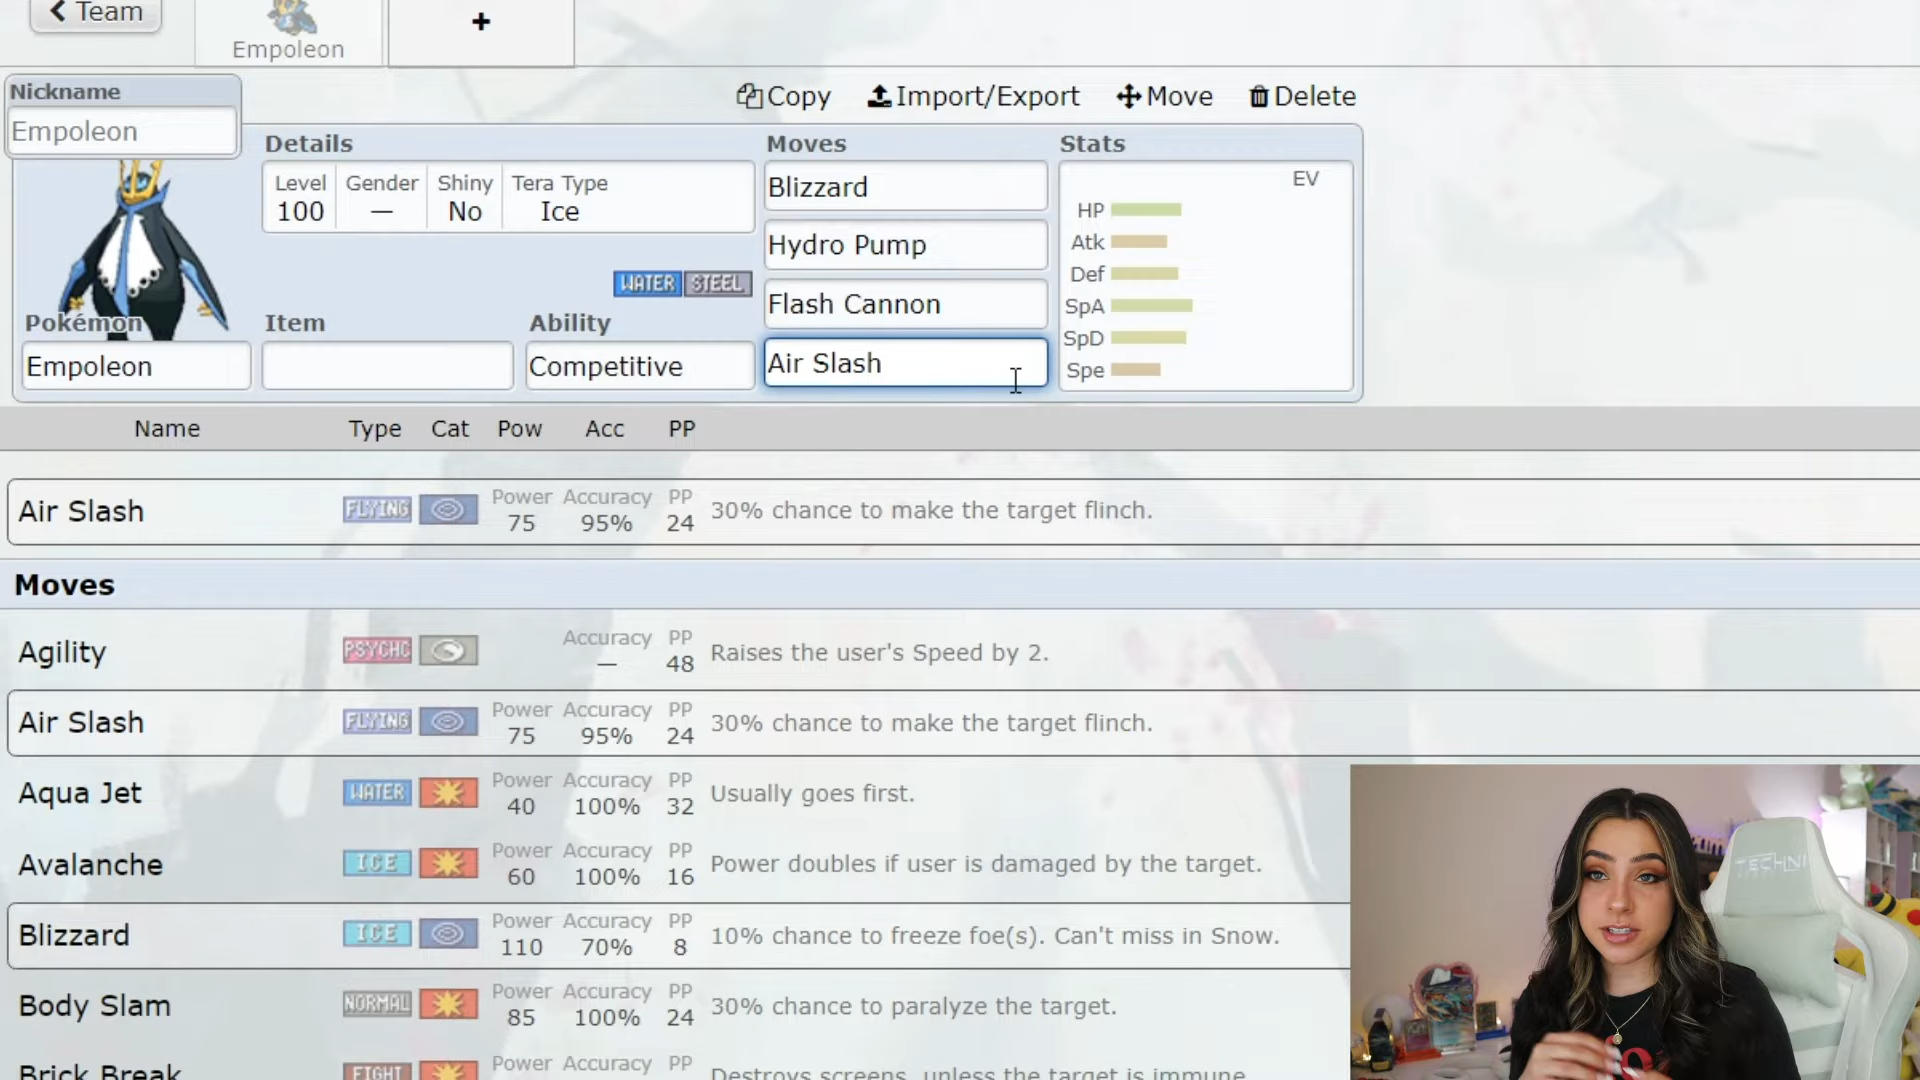 Team
Empoleon
+
Nickname
Empoleon
Copy Import/Export Move Delete
Details
Level Gender Shiny Tera Type
100 — No Ice
WATER STEEL
Pokémon Item Ability
Empoleon Competitive
Moves
Blizzard
Hydro Pump
Flash Cannon
Air Slash
Stats
EV
HP
Atk
Def
SpA
SpD
Spe
Name Type Cat Pow Acc PP
Air Slash FLYING Power 75 Accuracy 95% PP 24 30% chance to make the target flinch.
Moves
Agility PSYCHC Accuracy — PP 48 Raises the user's Speed by 2.
Air Slash FLYING Power 75 Accuracy 95% PP 24 30% chance to make the target flinch.
Aqua Jet WATER Power 40 Accuracy 100% PP 32 Usually goes first.
Avalanche ICE Power 60 Accuracy 100% PP 16 Power doubles if user is damaged by the target.
Blizzard ICE Power 110 Accuracy 70% PP 8 10% chance to freeze foe(s). Can't miss in Snow.
Body Slam NORMAL Power 85 Accuracy 100% PP 24 30% chance to paralyze the target.
Brick Break FIGHT Power Accuracy PP Destroys screens, unless the target is immune.
TECHNI